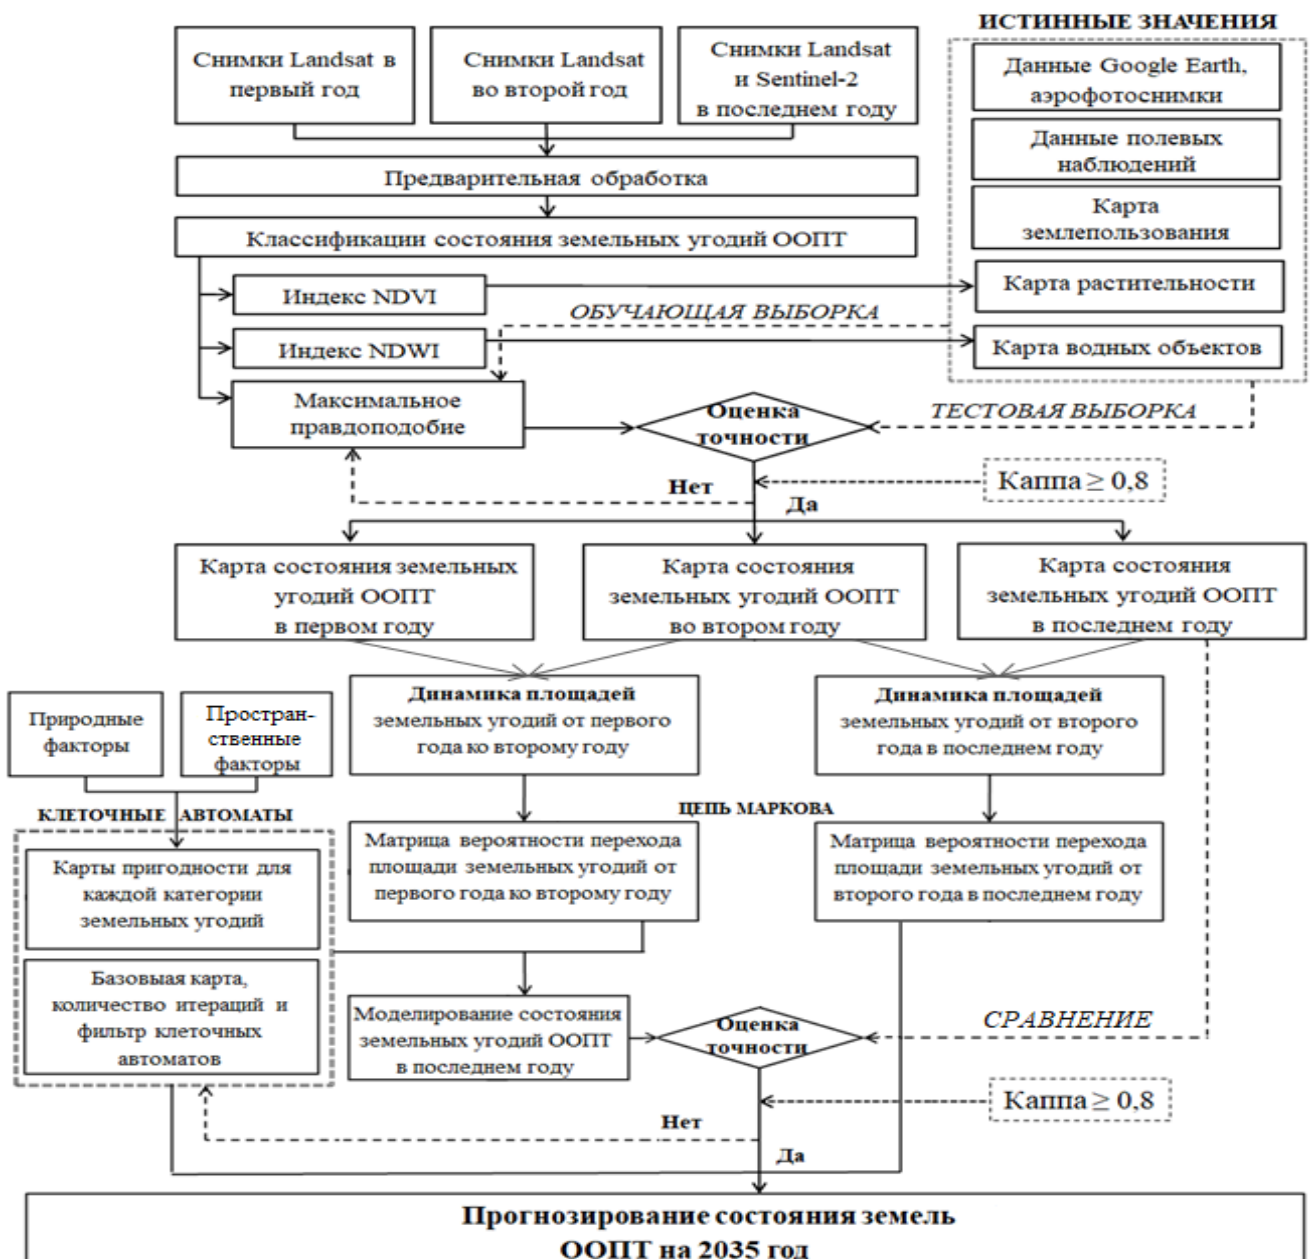 ИСТИННЫЕ ЗНАЧЕНИЯ
Снимки Landsat в
первый год
Снимки Landsat
во второй год
Снимки Landsat
и Sentinel-2
в последнем году
Данные Google Earth,
аэрофотоснимки
Данные полевых
наблюдений
Карта
землепользования
Карта растительности
Карта водных объектов
Предварительная обработка
Классификации состояния земельных угодий ООПТ
Индекс NDVI
ОБУЧАЮЩАЯ ВЫБОРКА
Индекс NDWI
Максимальное
правдоподобие
Оценка
точности
ТЕСТОВАЯ ВЫБОРКА
Каппа ≥ 0,8
Нет
Да
Карта состояния земельных
угодий ООПТ
в первом году
Карта состояния
земельных угодий ООПТ
во втором году
Карта состояния
земельных угодий ООПТ
в последнем году
Природные
факторы
Простран-
ственные
факторы
Динамика площадей
земельных угодий от первого
года ко второму году
Динамика площадей
земельных угодий от второго
года в последнем году
КЛЕТОЧНЫЕ АВТОМАТЫ
ЦЕПЬ МАРКОВА
Карты пригодности для
каждой категории
земельных угодий
Матрица вероятности перехода
площади земельных угодий от
первого года ко второму году
Матрица вероятности перехода
площади земельных угодий от
второго года в последнем году
Базовыая карта,
количество итераций и
фильтр клеточных
автоматов
Моделирование состояния
земельных угодий ООПТ
в последнем году
Оценка
точности
СРАВНЕНИЕ
Каппа ≥ 0,8
Нет
Да
Прогнозирование состояния земель
ООПТ на 2035 год